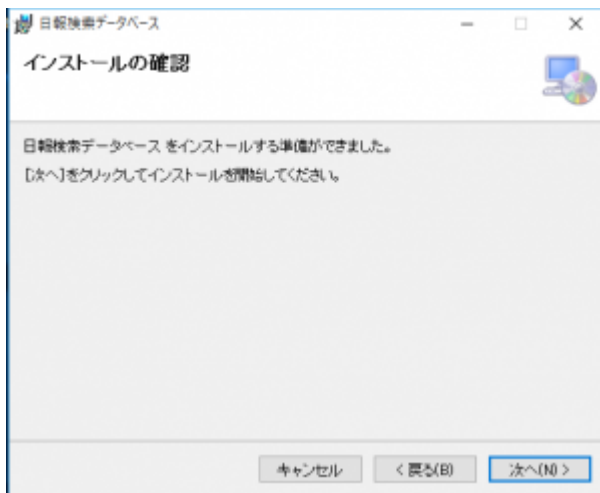 日報検索データベース
インストールの確認
日報検索データベース をインストールする準備ができました。
[次へ]をクリックしてインストールを開始してください。
キャンセル
< 戻る(B)
次へ(N) >